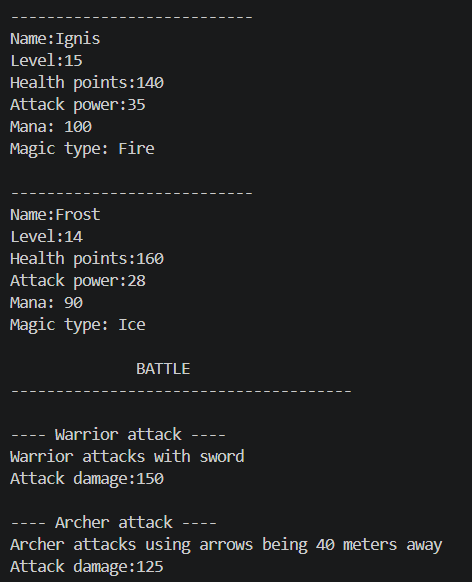 ---------------------------
Name:Ignis
Level:15
Health points:140
Attack power:35
Mana: 100
Magic type: Fire
---------------------------
Name:Frost
Level:14
Health points:160
Attack power:28
Mana: 90
Magic type: Ice
BATTLE
--------------------------------------
---- Warrior attack ----
Warrior attacks with sword
Attack damage:150
---- Archer attack ----
Archer attacks using arrows being 40 meters away
Attack damage:125